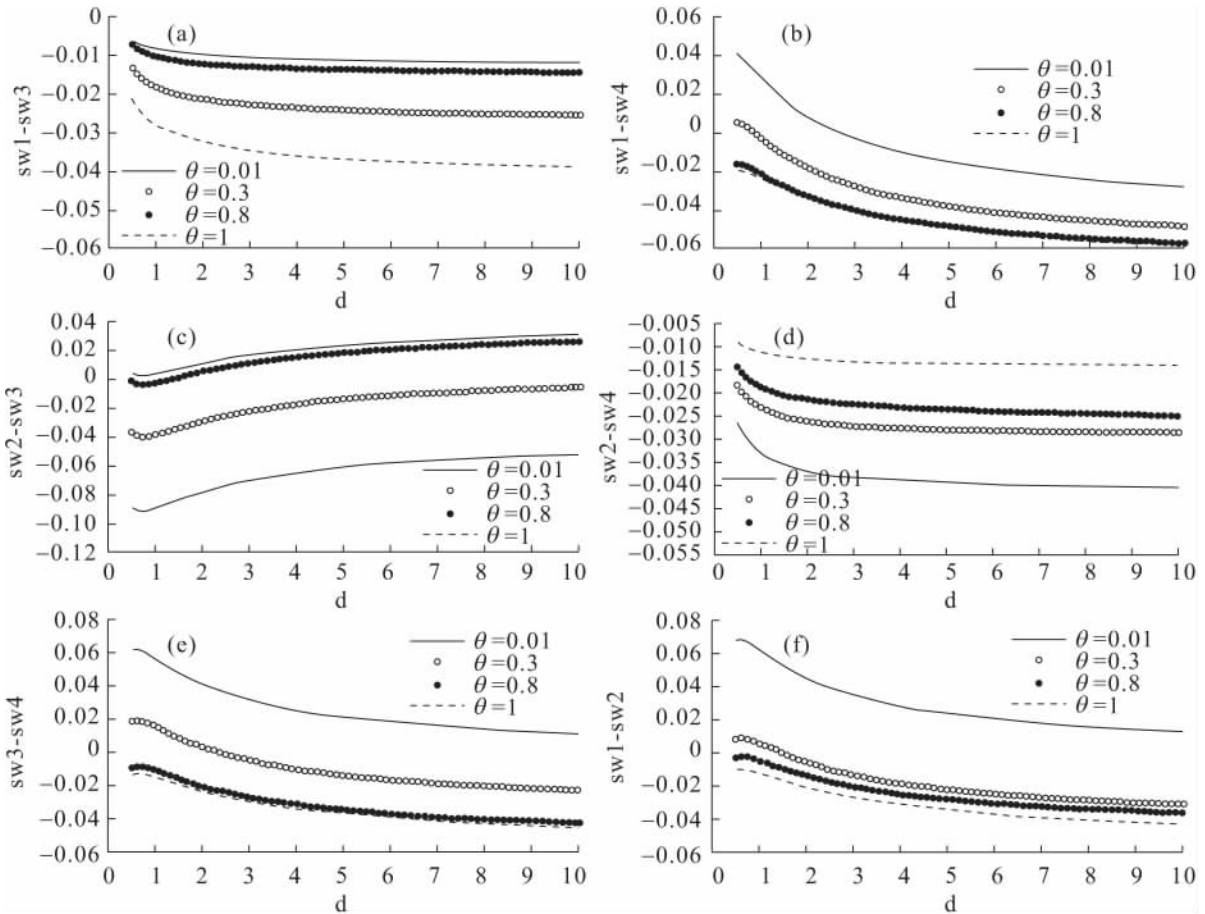 (a)
sw1-sw3
0
−0.01
−0.02
−0.03
−0.04
−0.05
−0.06
θ=0.01
θ=0.3
θ=0.8
θ=1
0 1 2 3 4 5 6 7 8 9 10
d
(b)
sw1-sw4
0.06
0.04
0.02
0
−0.02
−0.04
−0.06
θ=0.01
θ=0.3
θ=0.8
θ=1
0 1 2 3 4 5 6 7 8 9 10
d
(c)
sw2-sw3
0.04
0.02
0
−0.02
−0.04
−0.06
−0.08
−0.10
−0.12
θ=0.01
θ=0.3
θ=0.8
θ=1
0 1 2 3 4 5 6 7 8 9 10
d
(d)
sw2-sw4
−0.005
−0.010
−0.015
−0.020
−0.025
−0.030
−0.035
−0.040
−0.045
−0.050
−0.055
θ=0.01
θ=0.3
θ=0.8
θ=1
0 1 2 3 4 5 6 7 8 9 10
d
(e)
sw3-sw4
0.08
0.06
0.04
0.02
0
−0.02
−0.04
−0.06
θ=0.01
θ=0.3
θ=0.8
θ=1
0 1 2 3 4 5 6 7 8 9 10
d
(f)
sw1-sw2
0.08
0.06
0.04
0.02
0
−0.02
−0.04
−0.06
θ=0.01
θ=0.3
θ=0.8
θ=1
0 1 2 3 4 5 6 7 8 9 10
d